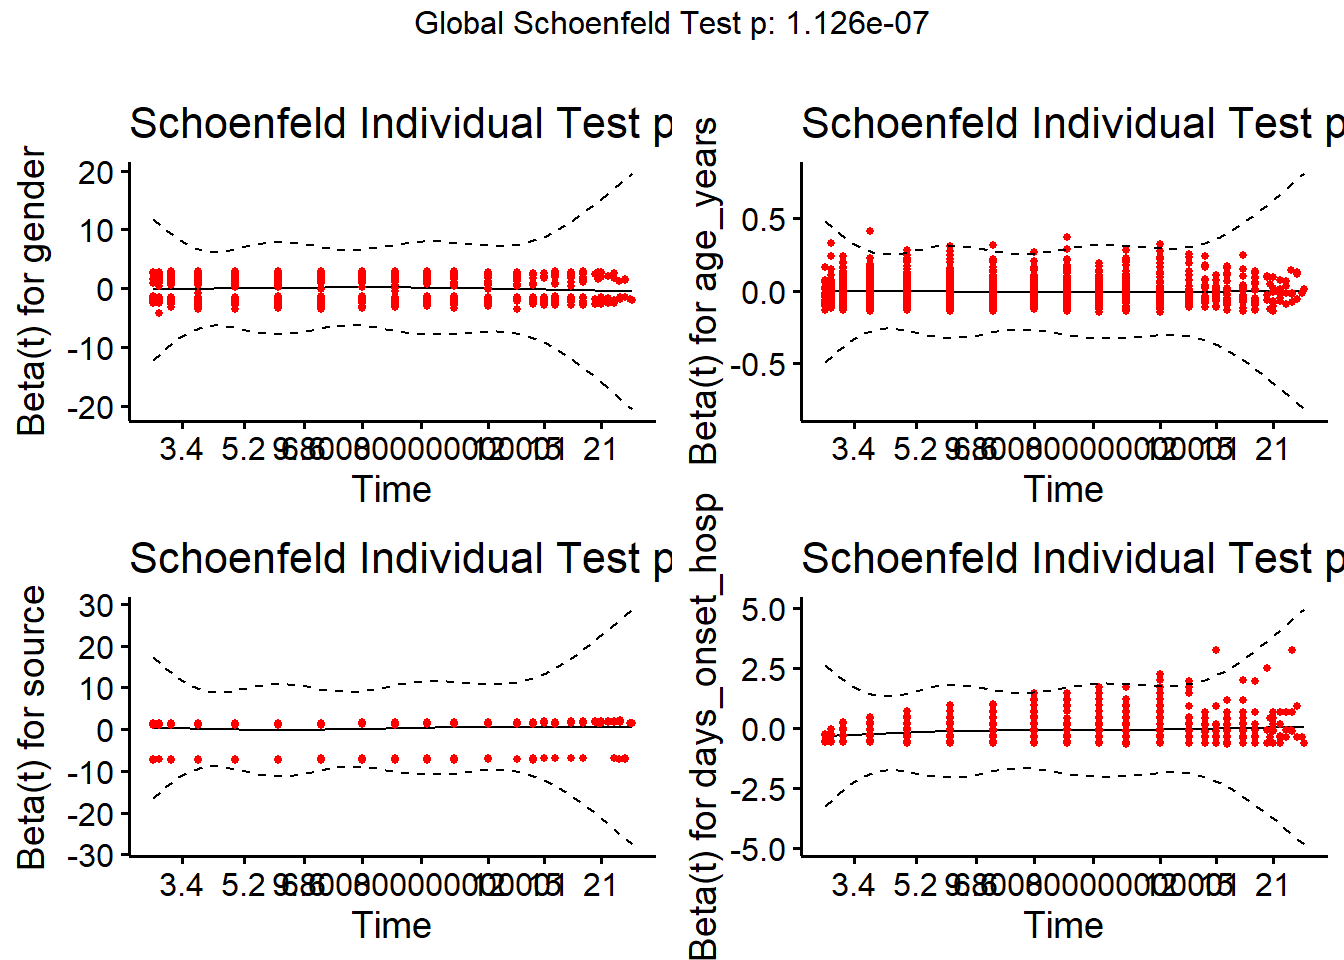 Global Schoenfeld Test p: 1.126e-07
Schoenfeld Individual Test p
Beta(t) for gender
20
10
0
-10
-20
3.4 5.2 12 21
Time
Schoenfeld Individual Test p
Beta(t) for age_years
0.5
0.0
-0.5
3.4 5.2 12 21
Time
Schoenfeld Individual Test p
Beta(t) for source
30
20
10
0
-10
-20
-30
3.4 5.2 12 21
Time
Schoenfeld Individual Test p
Beta(t) for days_onset_hosp
5.0
2.5
0.0
-2.5
-5.0
3.4 5.2 12 21
Time